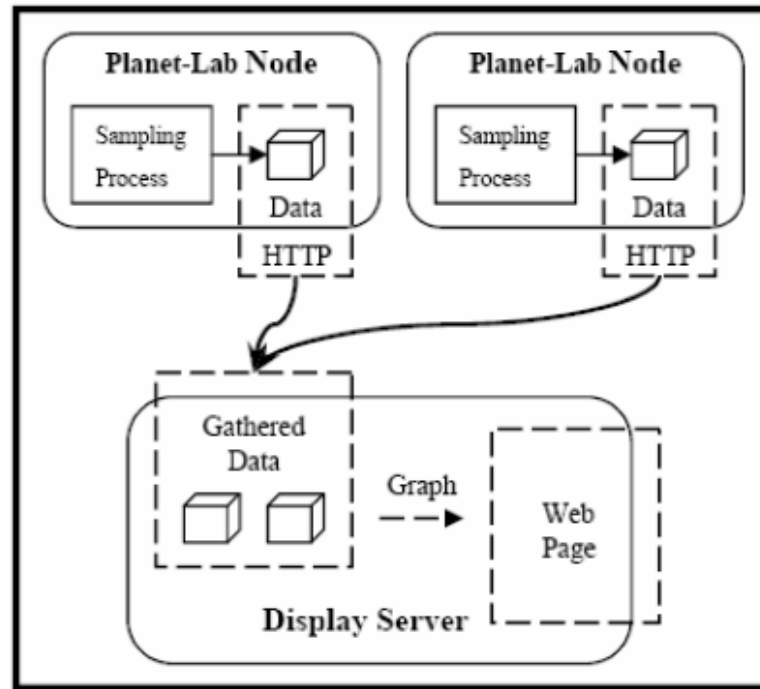 Planet-Lab Node
Sampling
Process
Data
HTTP
Planet-Lab Node
Sampling
Process
Data
HTTP
Gathered
Data
Graph
Web
Page
Display Server